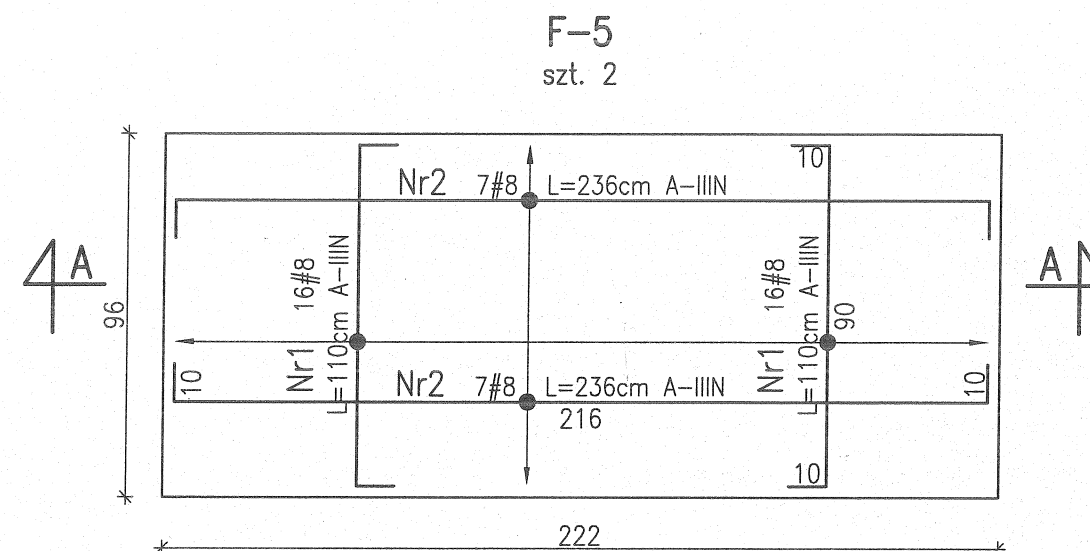 F-5
szt. 2
10
Nr2 7#8 L=236cm A-IIIN
A
A
96
Nr1 16#8
L=110cm A-IIIN
Nr1 16#8
L=110cm A-IIIN
90
10
10
Nr2 7#8 L=236cm A-IIIN
216
10
222